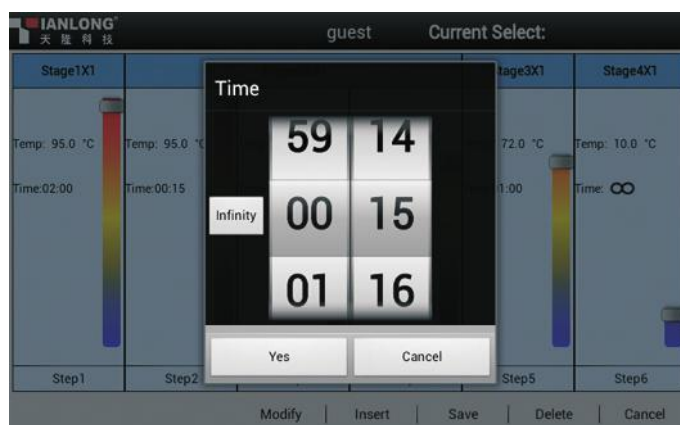 TIANLONG
天隆科技
guest
Current Select:
Stage1X1
tage3X1
Stage4X1
Time
Temp: 95.0 °C
Temp: 95.0 °C
72.0 °C
Temp: 10.0 °C
Time:02:00
Time:00:15
1:00
Time: ∞
59 14
Infinity
00 15
01 16
Yes
Cancel
Step1
Step2
Step5
Step6
Modify | Insert | Save | Delete | Cancel